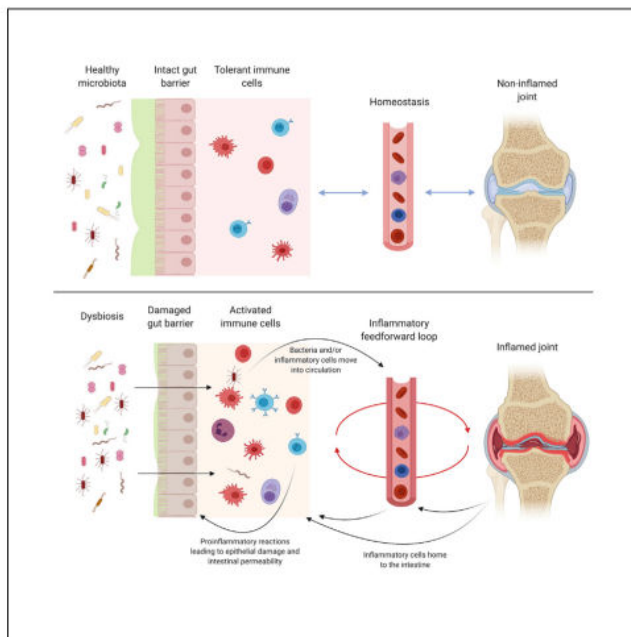 Healthy
microbiota
Intact gut
barrier
Tolerant immune
cells
Homeostasis
Non-inflamed
joint
Dysbiosis
Damaged
gut barrier
Activated
immune cells
Inflammatory
feedforward loop
Inflamed joint
Bacteria and/or
inflammatory cells move
into circulation
Proinflammatory reactions
leading to epithelial damage and
intestinal permeability
Inflammatory cells home
to the intestine